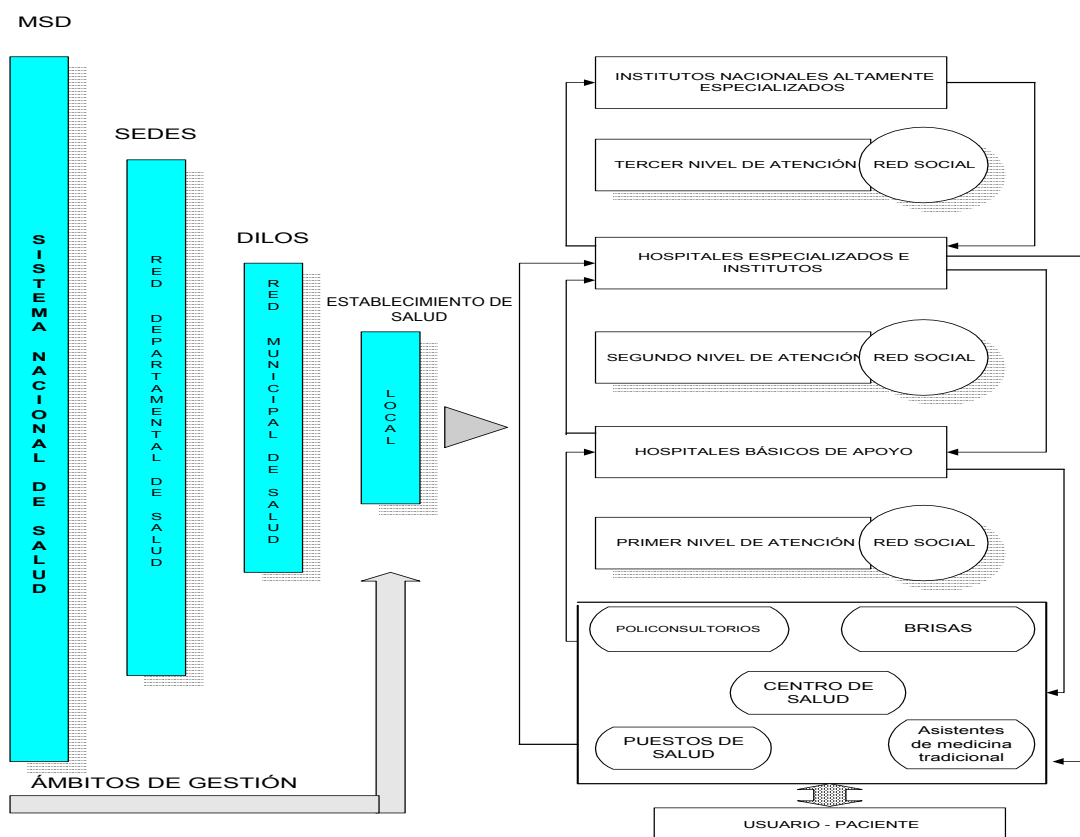 MSD
SISTEMA NACIONAL DE SALUD
SEDES
RED DEPARTAMENTAL DE SALUD
DILOS
RED MUNICIPAL DE SALUD
ESTABLECIMIENTO DE
SALUD
LOCAL
ÁMBITOS DE GESTIÓN
INSTITUTOS NACIONALES ALTAMENTE
ESPECIALIZADOS
TERCER NIVEL DE ATENCIÓN
RED SOCIAL
HOSPITALES ESPECIALIZADOS E
INSTITUTOS
SEGUNDO NIVEL DE ATENCIÓN
RED SOCIAL
HOSPITALES BÁSICOS DE APOYO
PRIMER NIVEL DE ATENCIÓN
RED SOCIAL
POLICONSULTORIOS
BRISAS
CENTRO DE
SALUD
PUESTOS DE
SALUD
Asistentes
de medicina
tradicional
USUARIO - PACIENTE